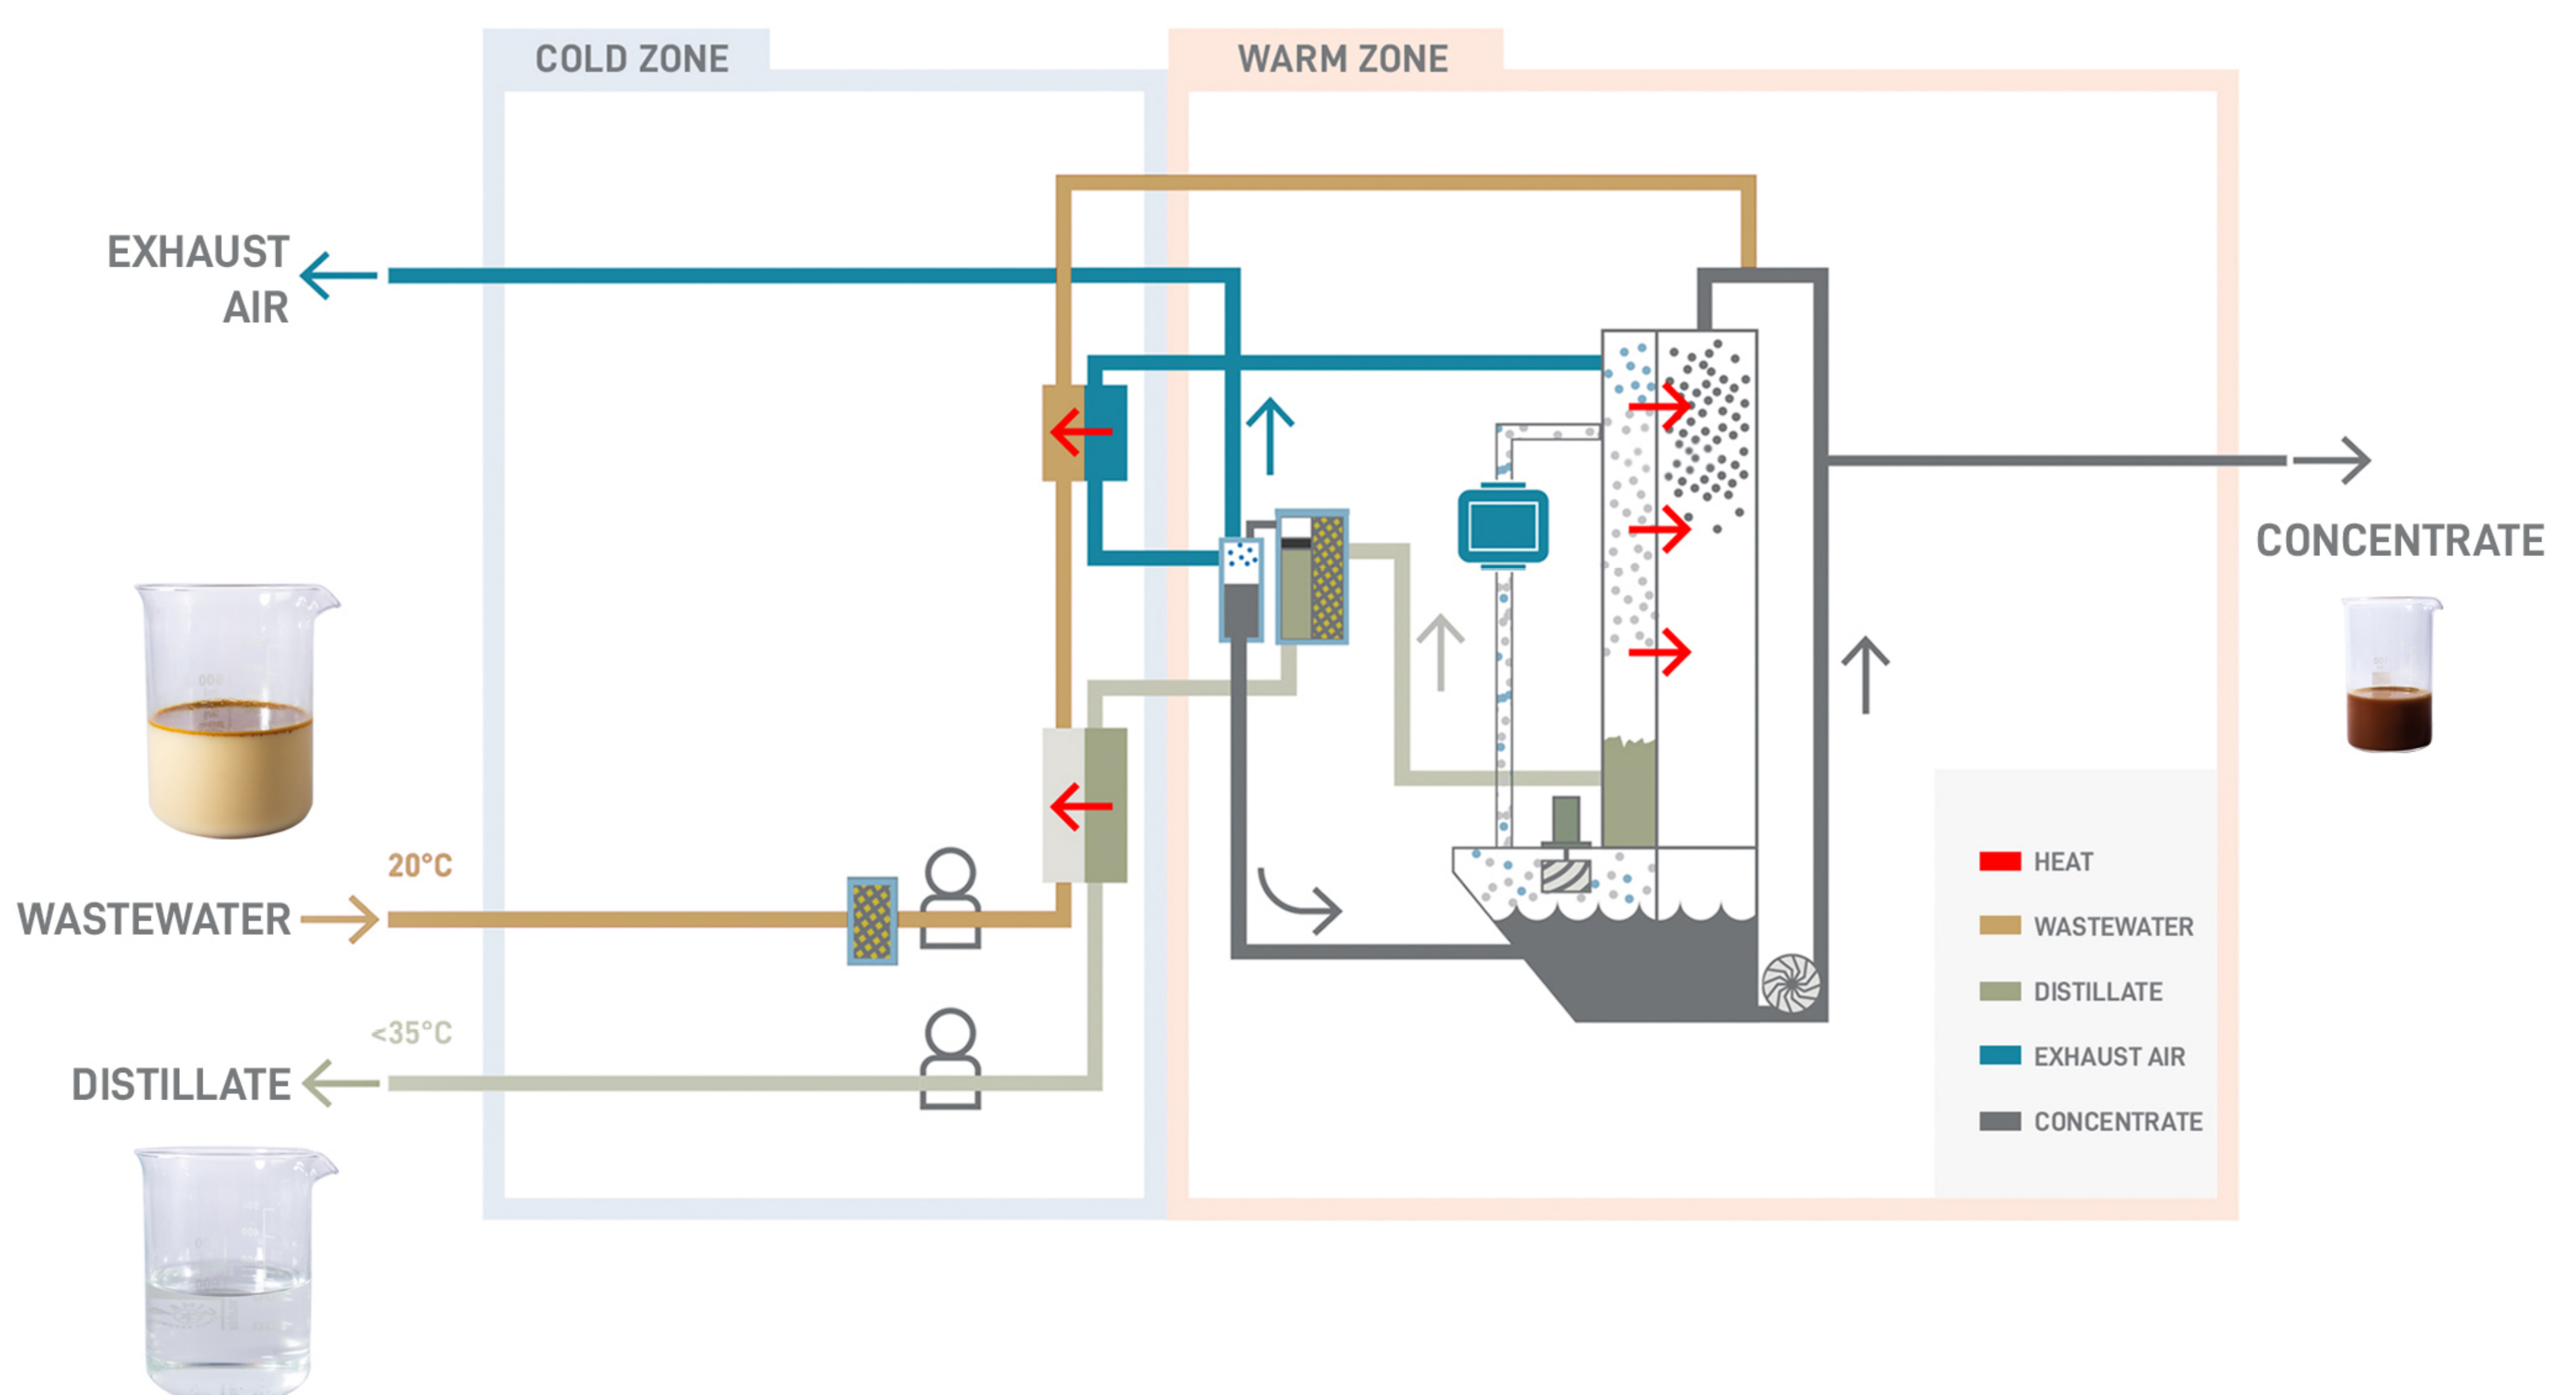 COLD ZONE
WARM ZONE
EXHAUST
AIR
CONCENTRATE
20°C
WASTEWATER
<35°C
DISTILLATE
HEAT
WASTEWATER
DISTILLATE
EXHAUST AIR
CONCENTRATE